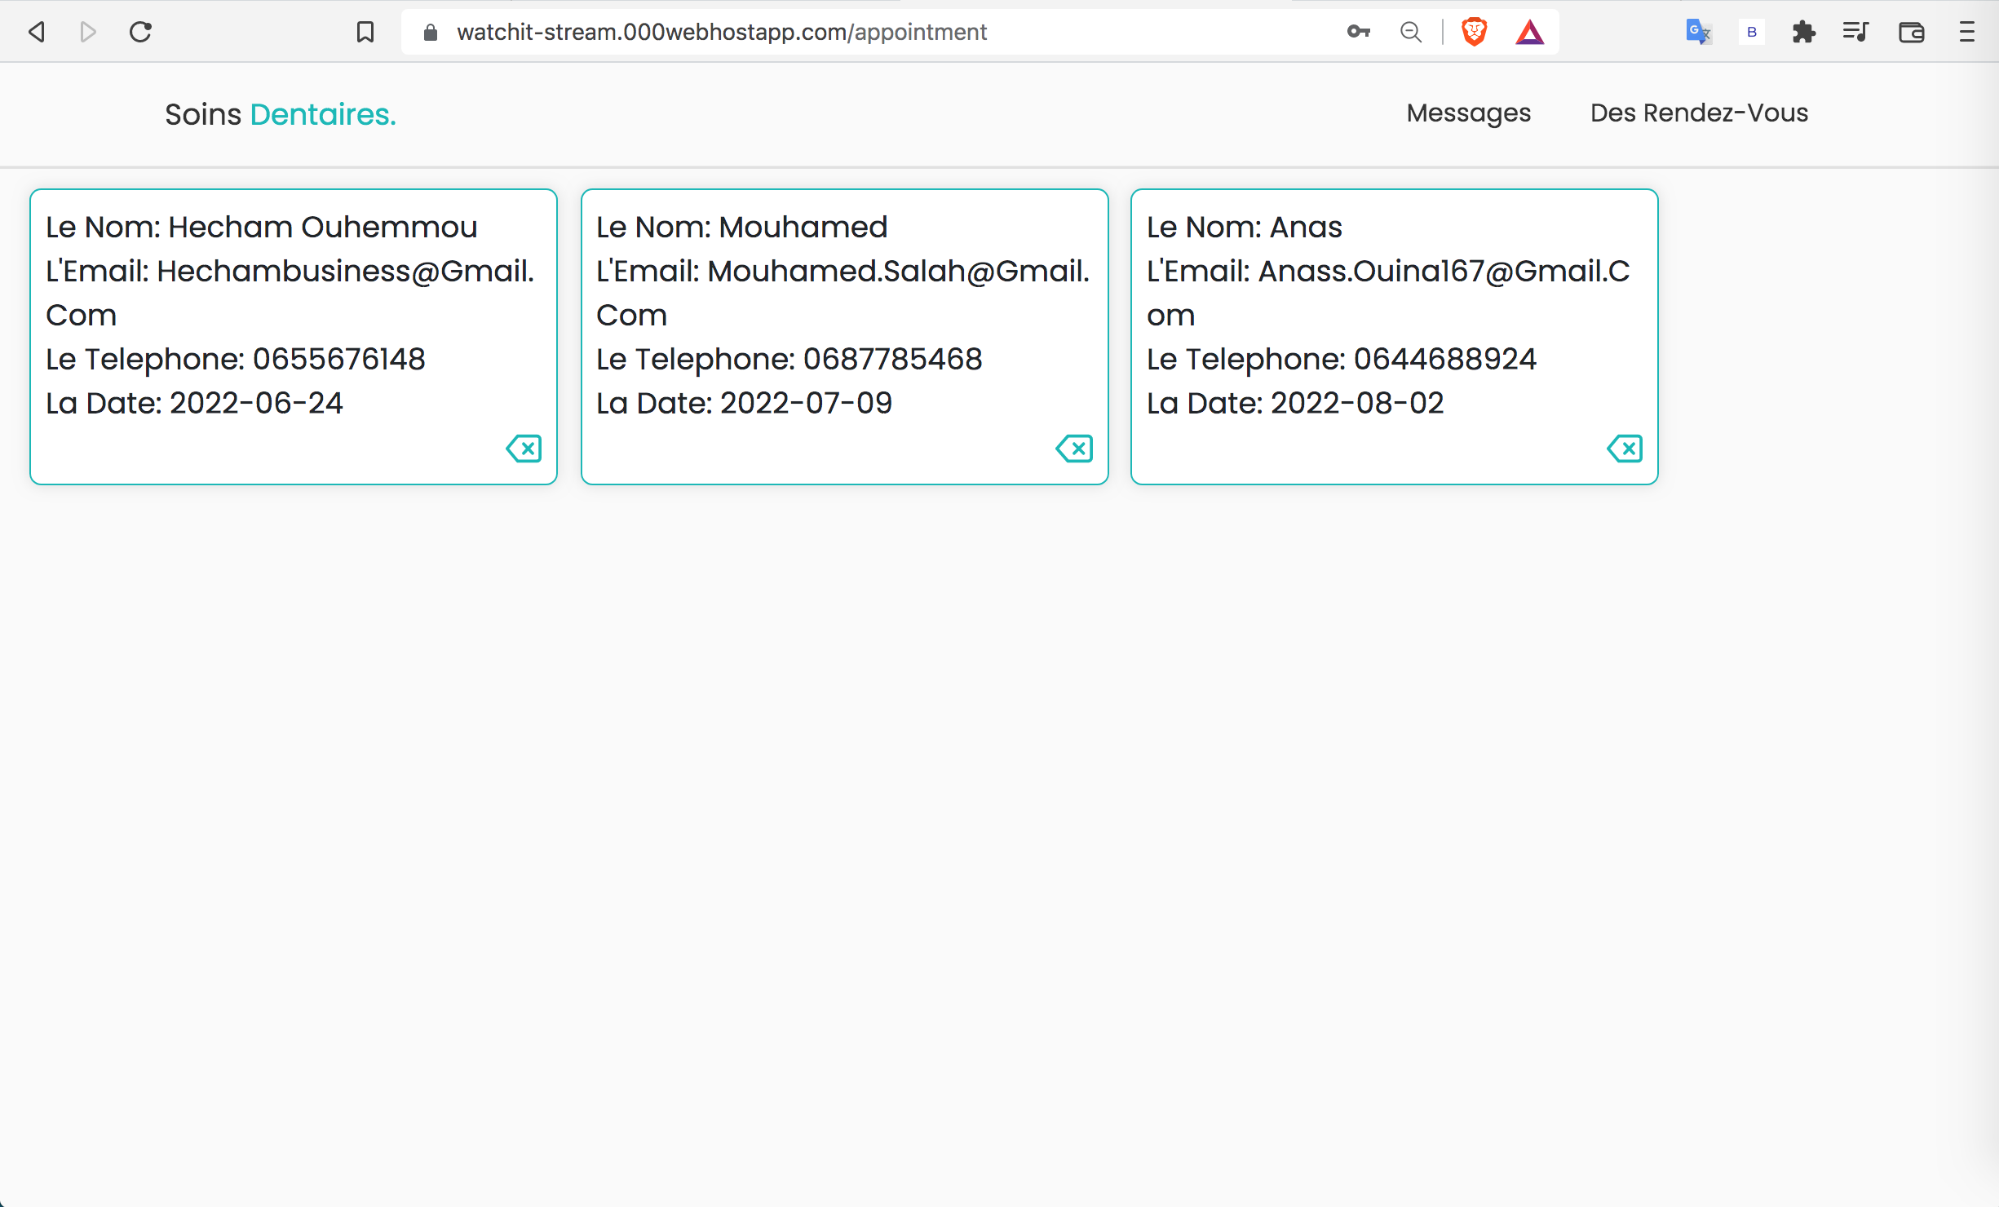 watchit-stream.000webhostapp.com/appointment
B
Soins Dentaires.
Messages
Des Rendez-Vous
Le Nom: Hecham Ouhemmou
L'Email: Hechambusiness@Gmail.
Com
Le Telephone: 0655676148
La Date: 2022-06-24
Le Nom: Mouhamed
L'Email: Mouhamed.Salah@Gmail.
Com
Le Telephone: 0687785468
La Date: 2022-07-09
Le Nom: Anas
L'Email: Anass.Ouina167@Gmail.C
om
Le Telephone: 0644688924
La Date: 2022-08-02